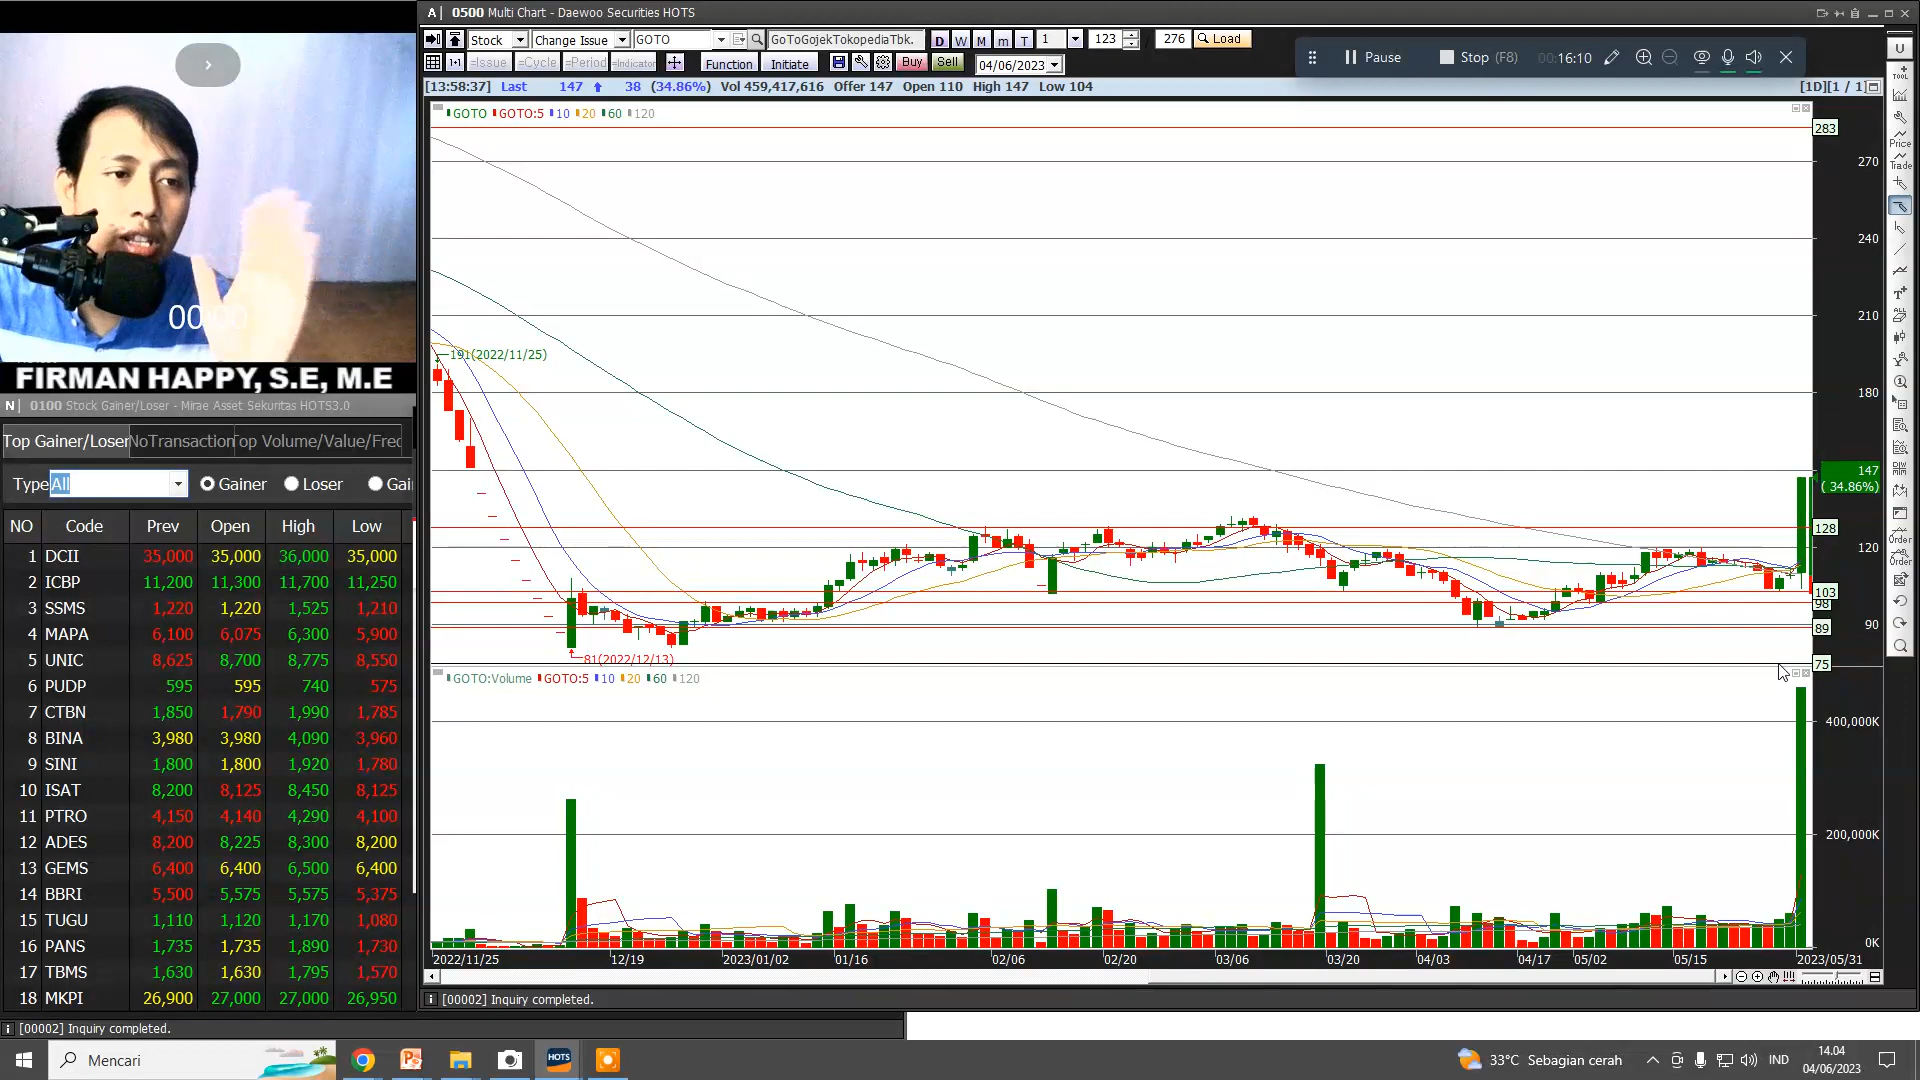 A| 0500 Multi Chart - Daewoo Securities HOTS
Stock Change Issue GOTO GoToGojekTokopediaTbk. D W M m T 1 123 276 Load
=Issue =Cycle =Period =Indicator Function Initiate Buy Sell 04/06/2023
Pause Stop (F8) 00:16:10
[13:58:37] Last 147 38 (34.86%) Vol 459,417,616 Offer 147 Open 110 High 147 Low 104 [1D][1 / 1]
GOTO GOTO:5 10 20 60 120
283
270
240
210
191(2022/11/25)
180
147
( 34.86%)
128
120
103
98
90
89
81(2022/12/13)
75
GOTO:Volume GOTO:5 10 20 60 120
400,000K
200,000K
0K
2022/11/25 12/19 2023/01/02 01/16 02/06 02/20 03/06 03/20 04/03 04/17 05/02 05/15 2023/05/31
[00002] Inquiry completed.
U
TOOL
Price
Trade
ALL
Order
Order
FIRMAN HAPPY, S.E, M.E
N| 0100 Stock Gainer/Loser - Mirae Asset Sekuritas HOTS3.0
Top Gainer/Loser NoTransaction Top Volume/Value/Frec
Type All Gainer Loser Gai
NO Code Prev Open High Low
1 DCII 35,000 35,000 36,000 35,000
2 ICBP 11,200 11,300 11,700 11,250
3 SSMS 1,220 1,220 1,525 1,210
4 MAPA 6,100 6,075 6,300 5,900
5 UNIC 8,625 8,700 8,775 8,550
6 PUDP 595 595 740 575
7 CTBN 1,850 1,790 1,990 1,785
8 BINA 3,980 3,980 4,090 3,960
9 SINI 1,800 1,800 1,920 1,780
10 ISAT 8,200 8,125 8,450 8,125
11 PTRO 4,150 4,140 4,290 4,100
12 ADES 8,200 8,225 8,300 8,200
13 GEMS 6,400 6,400 6,500 6,400
14 BBRI 5,500 5,525 5,575 5,375
15 TUGU 1,110 1,120 1,170 1,080
16 PANS 1,735 1,735 1,890 1,730
17 TBMS 1,630 1,630 1,795 1,570
18 MKPI 26,900 27,000 27,000 26,950
[00002] Inquiry completed.
Mencari
HOTS
33°C Sebagian cerah IND 14.04
04/06/2023